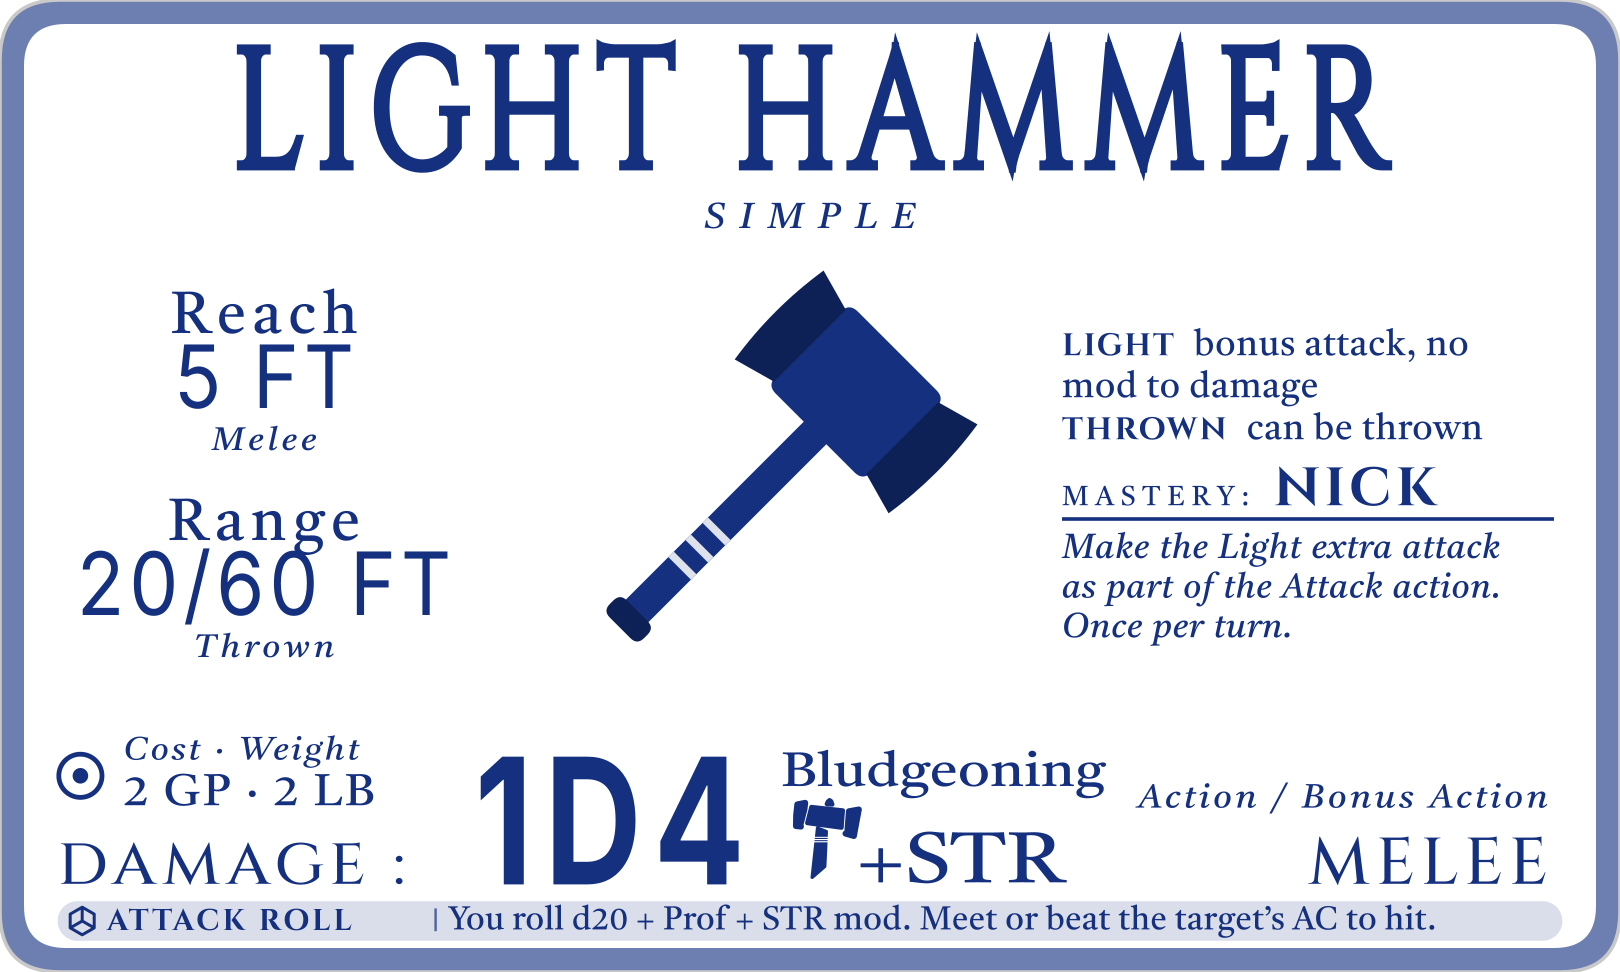 LIGHT HAMMER
SIMPLE
Reach
5 FT
Melee
Range
20/60 FT
Thrown
LIGHT bonus attack, no
mod to damage
THROWN can be thrown
MASTERY: NICK
Make the Light extra attack
as part of the Attack action.
Once per turn.
Cost · Weight
2 GP · 2 LB
DAMAGE :
1D4
Bludgeoning
+STR
Action / Bonus Action
MELEE
ATTACK ROLL | You roll d20 + Prof + STR mod. Meet or beat the target’s AC to hit.